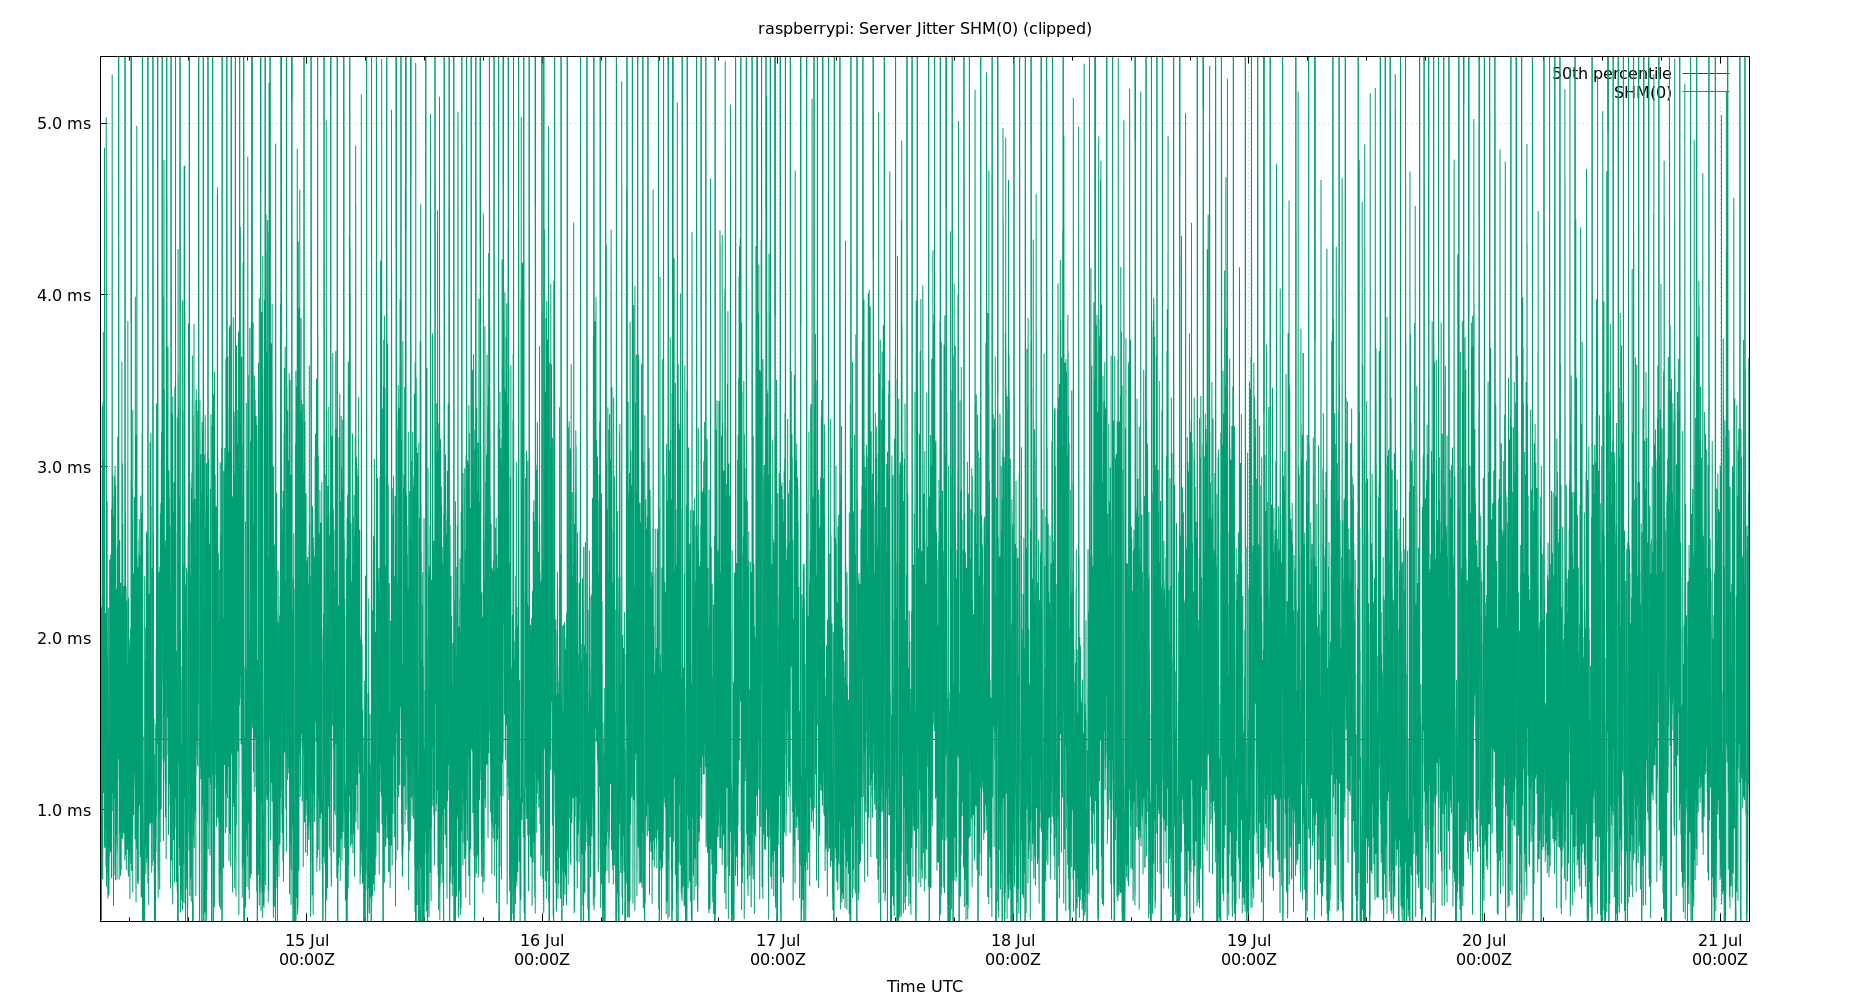 raspberrypi: Server Jitter SHM(0) (clipped)
50th percentile
SHM(0)
5.0 ms
4.0 ms
3.0 ms
2.0 ms
1.0 ms
15 Jul 16 Jul 17 Jul 18 Jul 19 Jul 20 Jul 21 Jul
00:00Z 00:00Z 00:00Z 00:00Z 00:00Z 00:00Z 00:00Z
Time UTC